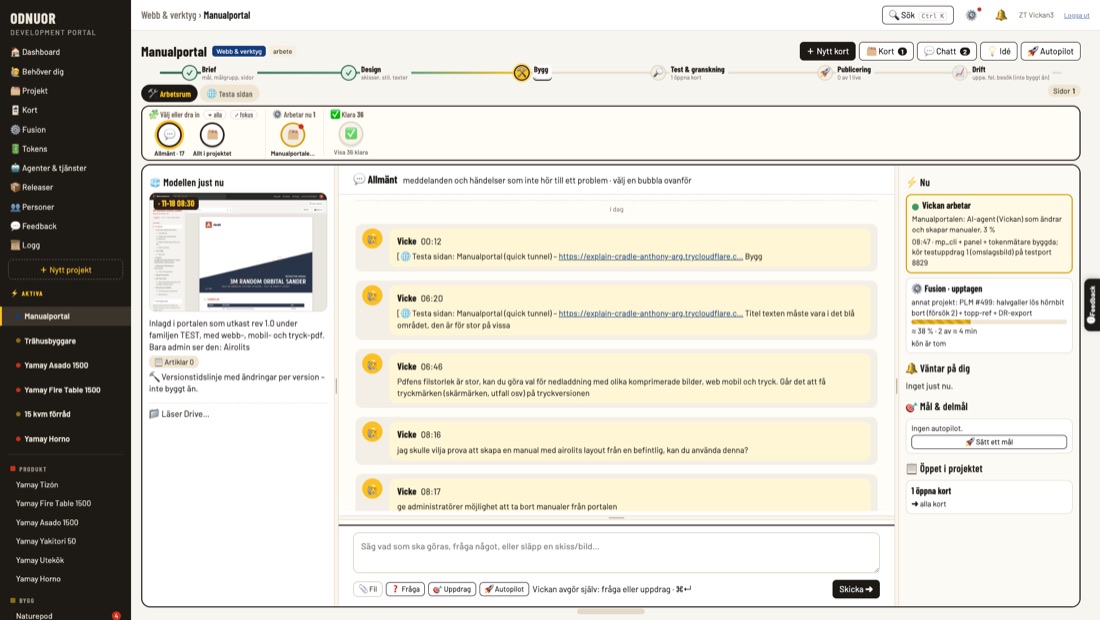 ODNUOR
DEVELOPMENT PORTAL
Dashboard
Behöver dig
Projekt
Kort
Fusion
Tokens
Agenter & tjänster
Releaser
Personer
Feedback
Logg
+ Nytt projekt
AKTIVA
Manualportal
Trähusbyggare
Yamay Asado 1500
Yamay Fire Table 1500
15 kvm förråd
Yamay Horno
PRODUKT
Yamay Tizón
Yamay Fire Table 1500
Yamay Asado 1500
Yamay Yakitori 50
Yamay Utekök
Yamay Horno
BYGG
Naturepod 4
Webb & verktyg › Manualportal
Sök Ctrl K
ZT Vickan3
Logga ut
Manualportal Webb & verktyg arbete
+ Nytt kort
Kort 1
Chatt 2
Idé
Autopilot
Brief
mål, målgrupp, sidor
Design
skisser, stil, texter
Bygg
Test & granskning
1 öppna kort
Publicering
0 av 1 live
Drift
uppe, fel, besök (inte byggt än)
Arbetsrum
Testa sidan
Sidor 1
Välj eller dra in
alla
fokus
Arbetar nu 1
Klara 36
Allmänt · 17
Allt i projektet
Manualportale...
Visa 36 klara
Modellen just nu
11-18 08:30
3M RANDOM ORBITAL SANDER
Inlagd i portalen som utkast rev 1.0 under
familjen TEST, med webb-, mobil- och tryck-pdf.
Bara admin ser den: Airolits
Artiklar 0
Versionstidslinje med ändringar per version –
inte byggt än.
Läser Drive...
Allmänt meddelanden och händelser som inte hör till ett problem · välj en bubbla ovanför
i dag
Vicke 00:12
[ Testa sidan: Manualportal (quick tunnel) – https://explain-cradle-anthony-arg.trycloudflare.c... Bygg
Vicke 06:20
[ Testa sidan: Manualportal (quick tunnel) – https://explain-cradle-anthony-arg.trycloudflare.c... Titel texten måste vara i det blå
området, den är för stor på vissa
Vicke 06:46
Pdfens filstorlek är stor, kan du göra val för nedladdning med olika komprimerade bilder, web mobil och tryck. Går det att få
tryckmärken (skärmärken, utfall osv) på tryckversionen
Vicke 08:16
jag skulle vilja prova att skapa en manual med airolits layout från en befintlig, kan du använda denna?
Vicke 08:17
ge administratörer möjlighet att ta bort manualer från portalen
Säg vad som ska göras, fråga något, eller släpp en skiss/bild...
Fil
Fråga
Uppdrag
Autopilot
Vickan avgör själv: fråga eller uppdrag · ⌘↵
Skicka ➜
Nu
Vickan arbetar
Manualportalen: AI-agent (Vickan) som ändrar
och skapar manualer, 3 %
08:47 · mp_cli + panel + tokenmätare byggda;
kör testuppdrag 1 (omslagsbild) på testport
8829
Fusion · upptagen
annat projekt: PLM #499: halvgaller lös hörnbit
bort (försök 2) + topp-ref + DR-export
≈ 38 % · 2 av ≈ 4 min
kön är tom
Väntar på dig
Inget just nu.
Mål & delmål
Ingen autopilot.
Sätt ett mål
Öppet i projektet
1 öppna kort
➜ alla kort
Feedback